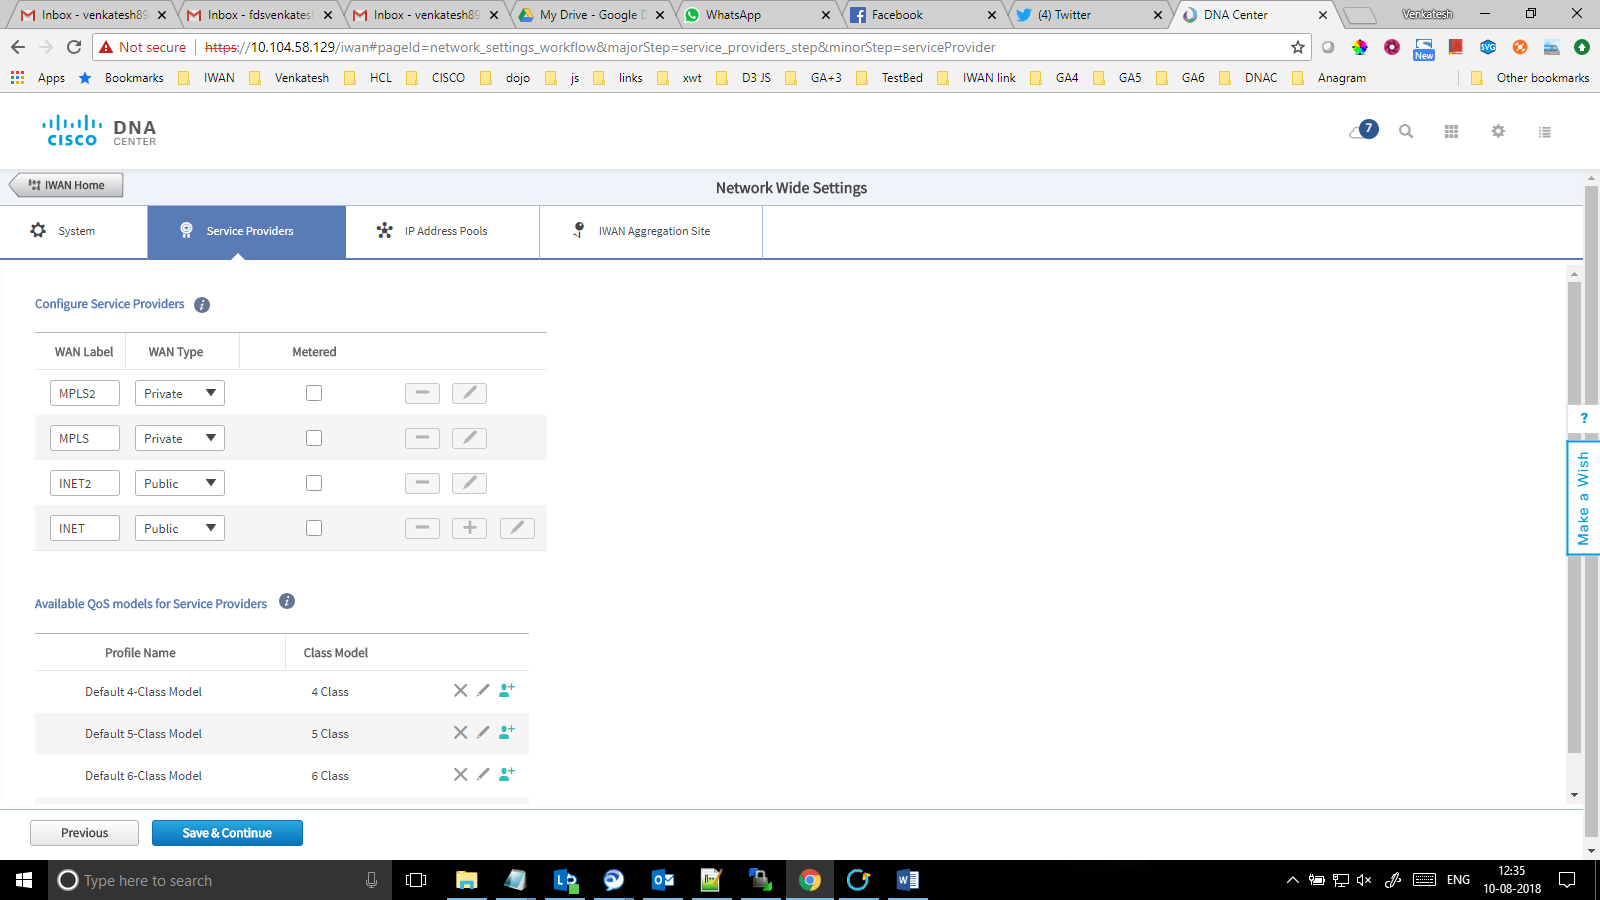 Inbox - venkatesh89
Inbox - fdsvenkatesh
Inbox - venkatesh89
My Drive - Google D
WhatsApp
Facebook
(4) Twitter
DNA Center
Venkatesh
Not secure
https://10.104.58.129/iwan#pageId=network_settings_workflow&majorStep=service_providers_step&minorStep=serviceProvider
New
SVG
Apps
Bookmarks
IWAN
Venkatesh
HCL
CISCO
dojo
js
links
xwt
D3 JS
GA+3
TestBed
IWAN link
GA4
GA5
GA6
DNAC
Anagram
Other bookmarks
CISCO
DNA
CENTER
7
IWAN Home
Network Wide Settings
System
Service Providers
IP Address Pools
IWAN Aggregation Site
Configure Service Providers i
WAN Label WAN Type Metered
MPLS2 Private
MPLS Private
INET2 Public
INET Public
Available QoS models for Service Providers i
Profile Name Class Model
Default 4-Class Model 4 Class
Default 5-Class Model 5 Class
Default 6-Class Model 6 Class
?
Make a Wish
Previous
Save & Continue
Type here to search
ENG
12:35
10-08-2018